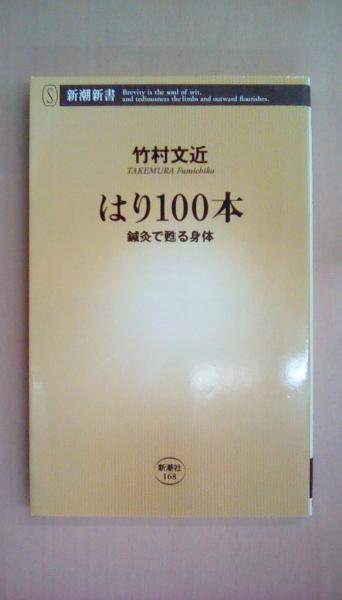 S
新潮新書
Brevity is the soul of wit,
and tediousness the limbs and outward flourishes.
竹村文近
TAKEMURA Fumichika
はり100本
鍼灸で甦る身体
新潮社
168